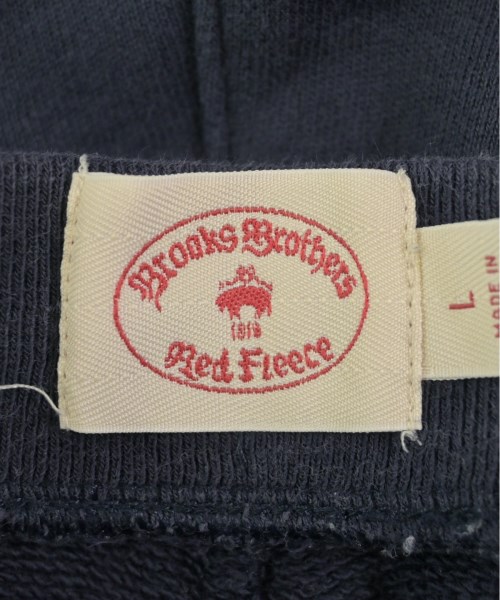 Brooks Brothers
1818
Red Fleece
L
MADE IN